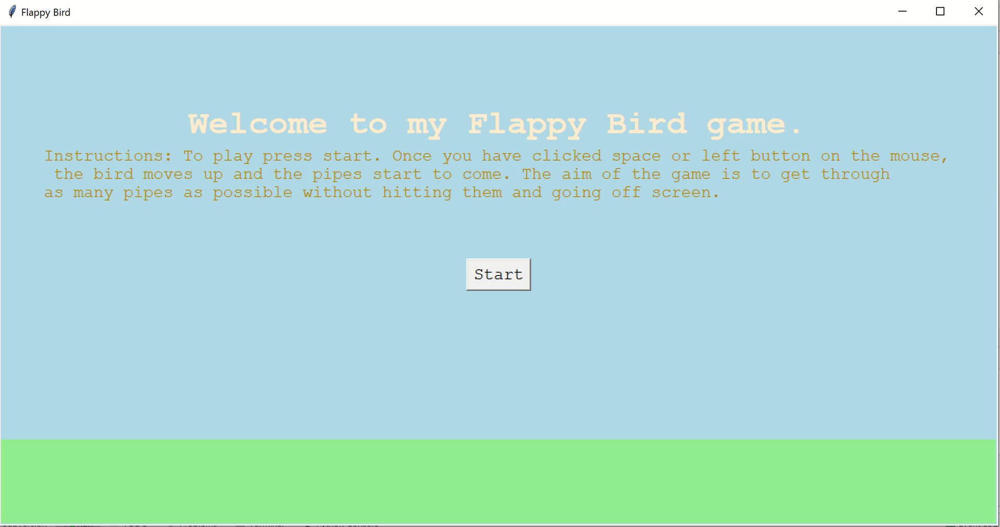 Flappy Bird
Welcome to my Flappy Bird game.
Instructions: To play press start. Once you have clicked space or left button on the mouse,
the bird moves up and the pipes start to come. The aim of the game is to get through
as many pipes as possible without hitting them and going off screen.
Start